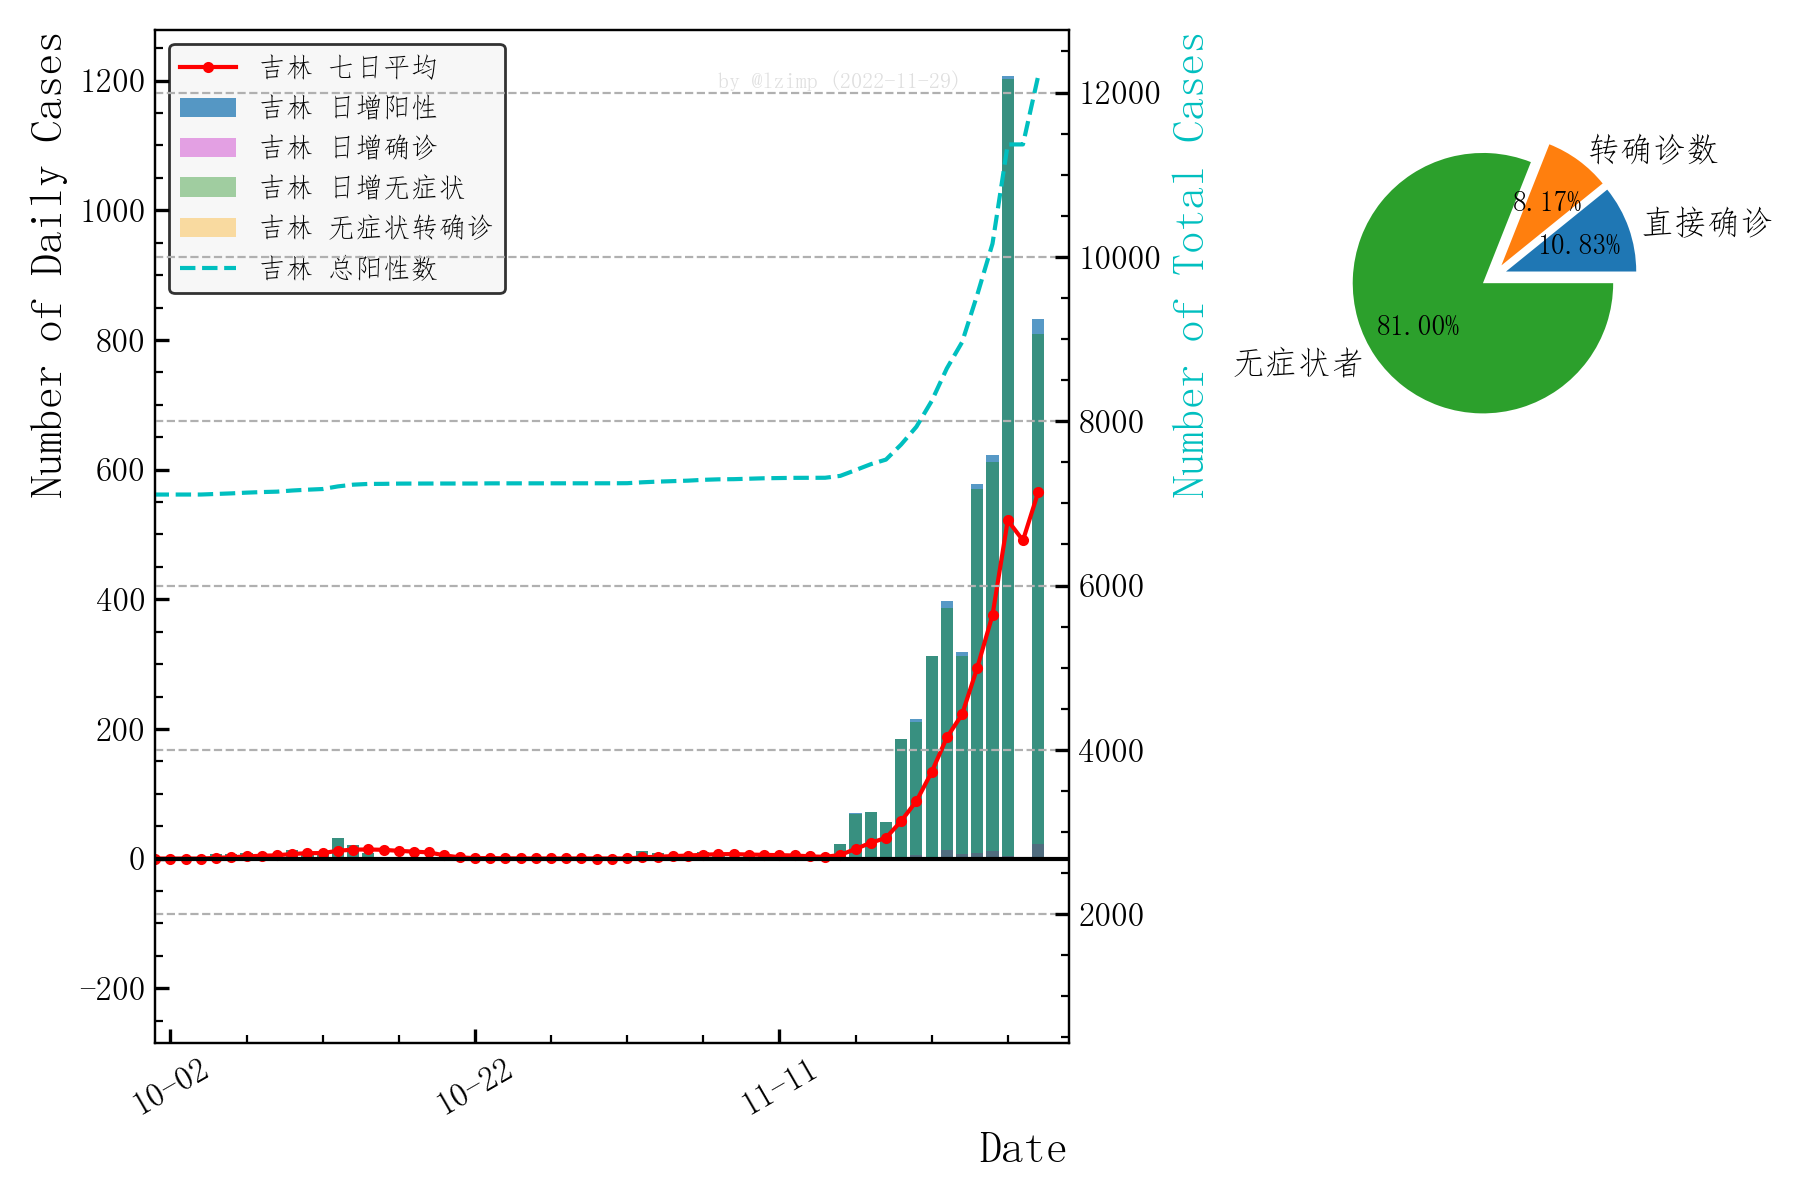 吉林 七日平均
吉林 日增阳性
吉林 日增确诊
吉林 日增无症状
吉林 无症状转确诊
吉林 总阳性数
by @lzimp (2022-11-29)
Number of Daily Cases
1200
1000
800
600
400
200
0
−200
10−02
10−22
11−11
Date
12000
10000
8000
6000
4000
2000
Number of Total Cases
转确诊数
8.17%
直接确诊
10.83%
81.00%
无症状者